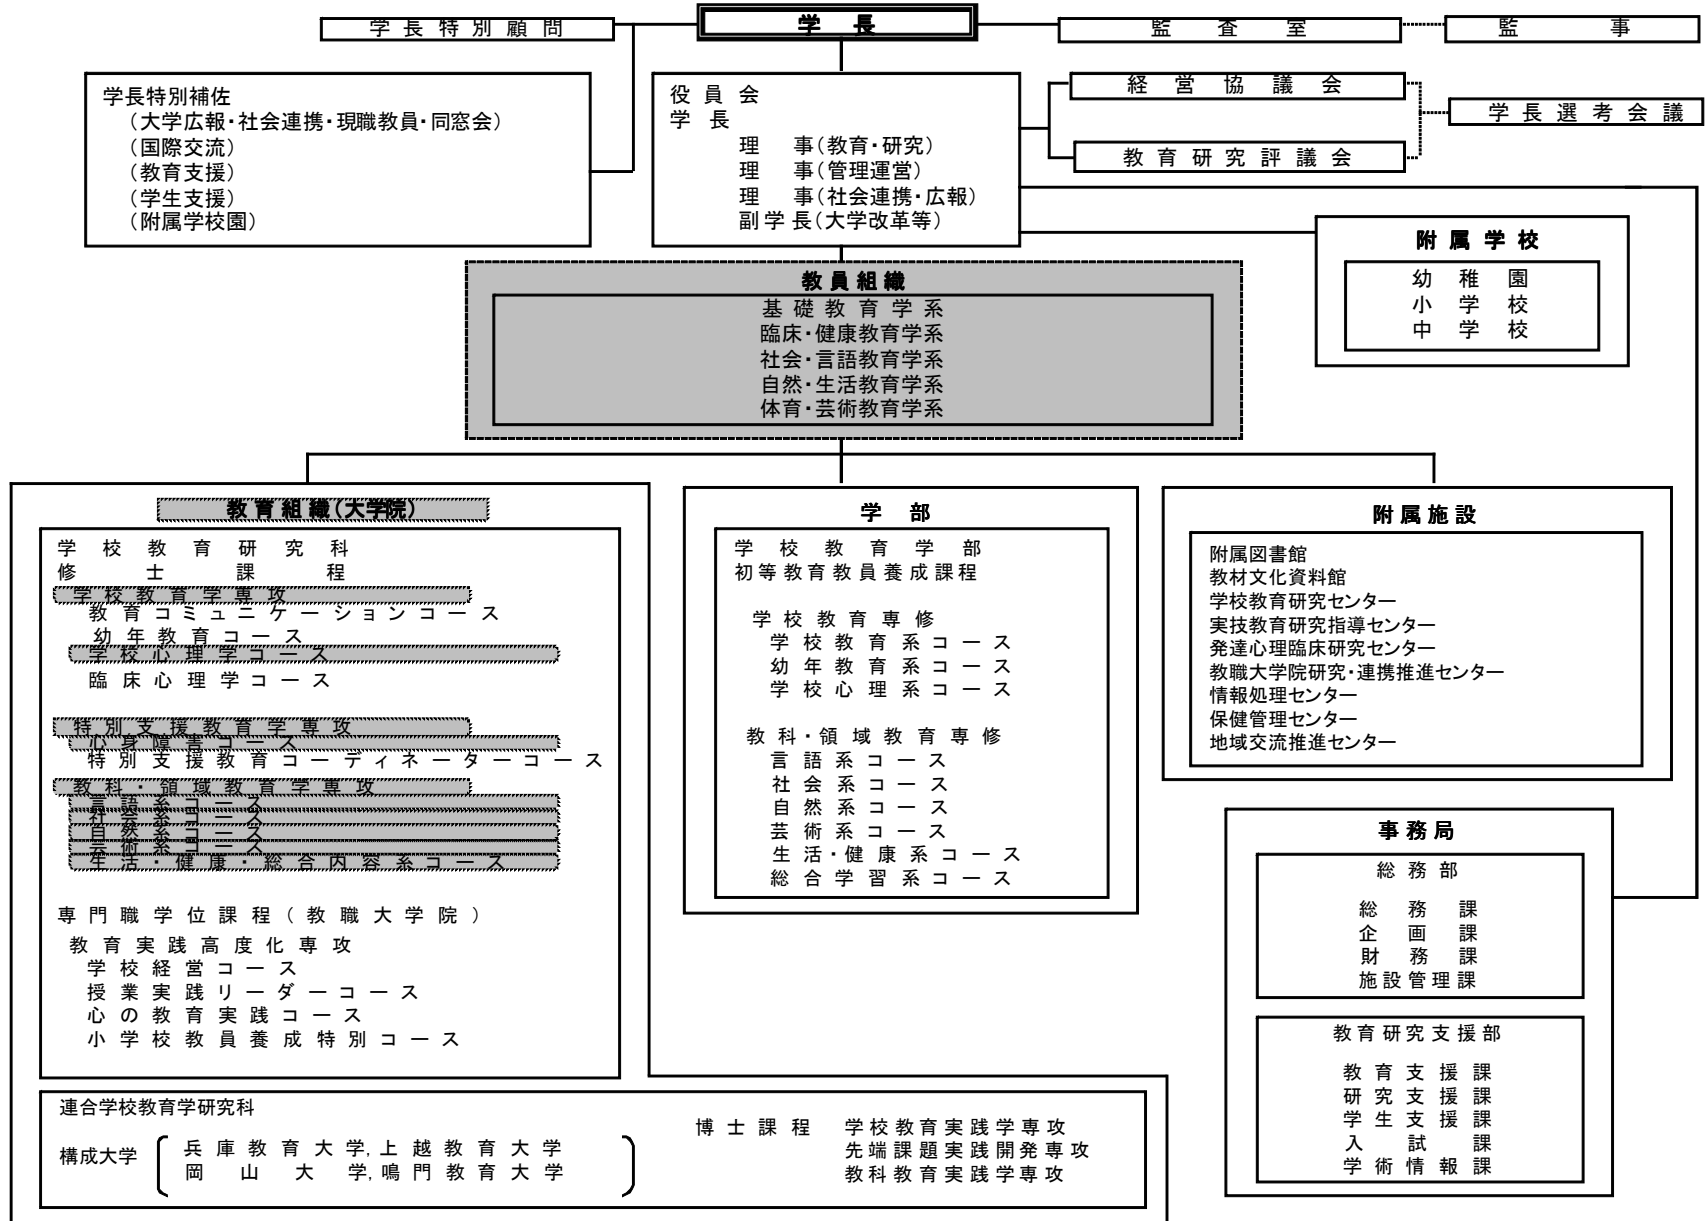 学長特別顧問
学長
監査室
監事
学長特別補佐
（大学広報・社会連携・現職教員・同窓会）
（国際交流）
（教育支援）
（学生支援）
（附属学校園）
役員会
学長
理事（教育・研究）
理事（管理運営）
理事（社会連携・広報）
副学長（大学改革等）
経営協議会
教育研究評議会
学長選考会議
附属学校
幼稚園
小学校
中学校
教員組織
基礎教育学系
臨床・健康教育学系
社会・言語教育学系
自然・生活教育学系
体育・芸術教育学系
教育組織（大学院）
学校教育研究科
修士課程
学校教育学専攻
教育コミュニケーションコース
幼年教育コース
学校心理学コース
臨床心理学コース
特別支援教育学専攻
心身障害コース
特別支援教育コーディネーターコース
教科・領域教育学専攻
言語系コース
社会系コース
自然系コース
芸術系コース
生活・健康・総合内容系コース
専門職学位課程（教職大学院）
教育実践高度化専攻
学校経営コース
授業実践リーダーコース
心の教育実践コース
小学校教員養成特別コース
連合学校教育学研究科
構成大学
兵庫教育大学,上越教育大学
岡山大学,鳴門教育大学
博士課程 学校教育実践学専攻
先端課題実践開発専攻
教科教育実践学専攻
学部
学校教育学部
初等教育教員養成課程
学校教育専修
学校教育系コース
幼年教育系コース
学校心理系コース
教科・領域教育専修
言語系コース
社会系コース
自然系コース
芸術系コース
生活・健康系コース
総合学習系コース
附属施設
附属図書館
教材文化資料館
学校教育研究センター
実技教育研究指導センター
発達心理臨床研究センター
教職大学院研究・連携推進センター
情報処理センター
保健管理センター
地域交流推進センター
事務局
総務部
総務課
企画課
財務課
施設管理課
教育研究支援部
教育支援課
研究支援課
学生支援課
入試課
学術情報課